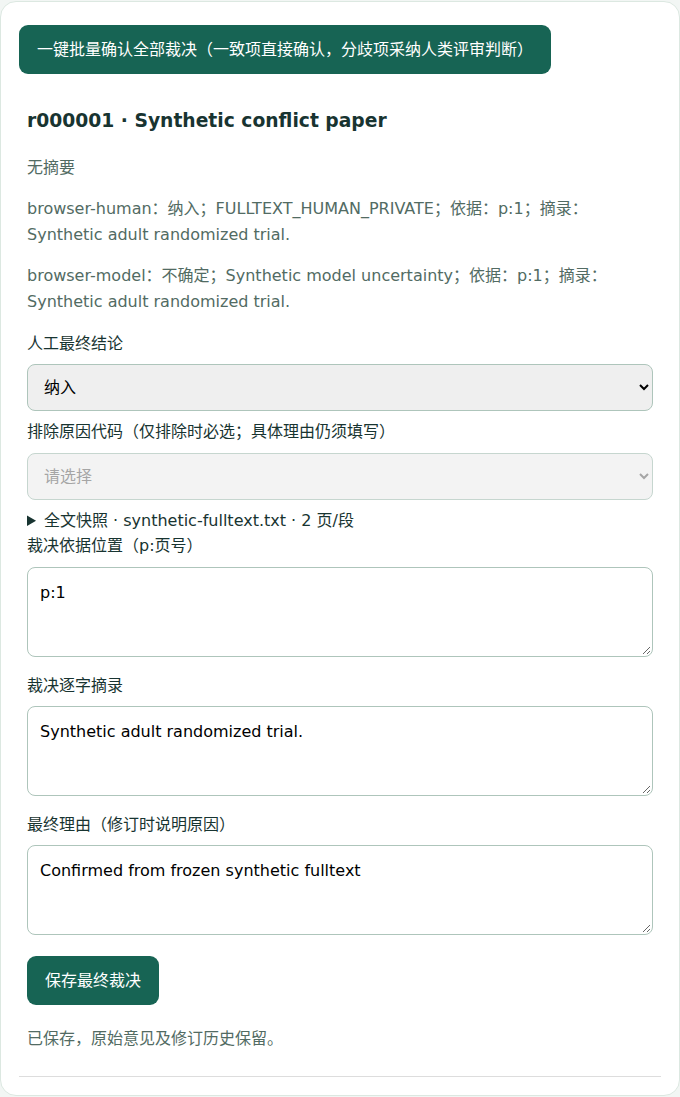 一键批量确认全部裁决（一致项直接确认，分歧项采纳人类评审判断）
r000001 · Synthetic conflict paper
无摘要
browser-human：纳入；FULLTEXT_HUMAN_PRIVATE；依据：p:1；摘录：
Synthetic adult randomized trial.
browser-model：不确定；Synthetic model uncertainty；依据：p:1；摘录：
Synthetic adult randomized trial.
人工最终结论
纳入
排除原因代码（仅排除时必选；具体理由仍须填写）
请选择
全文快照 · synthetic-fulltext.txt · 2 页/段
裁决依据位置（p:页号）
p:1
裁决逐字摘录
Synthetic adult randomized trial.
最终理由（修订时说明原因）
Confirmed from frozen synthetic fulltext
保存最终裁决
已保存，原始意见及修订历史保留。